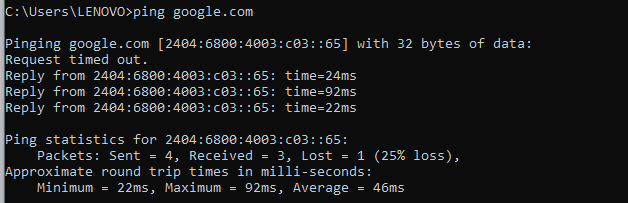 C:\Users\LENOVO>ping google.com
Pinging google.com [2404:6800:4003:c03::65] with 32 bytes of data:
Request timed out.
Reply from 2404:6800:4003:c03::65: time=24ms
Reply from 2404:6800:4003:c03::65: time=92ms
Reply from 2404:6800:4003:c03::65: time=22ms
Ping statistics for 2404:6800:4003:c03::65:
    Packets: Sent = 4, Received = 3, Lost = 1 (25% loss),
Approximate round trip times in milli-seconds:
    Minimum = 22ms, Maximum = 92ms, Average = 46ms